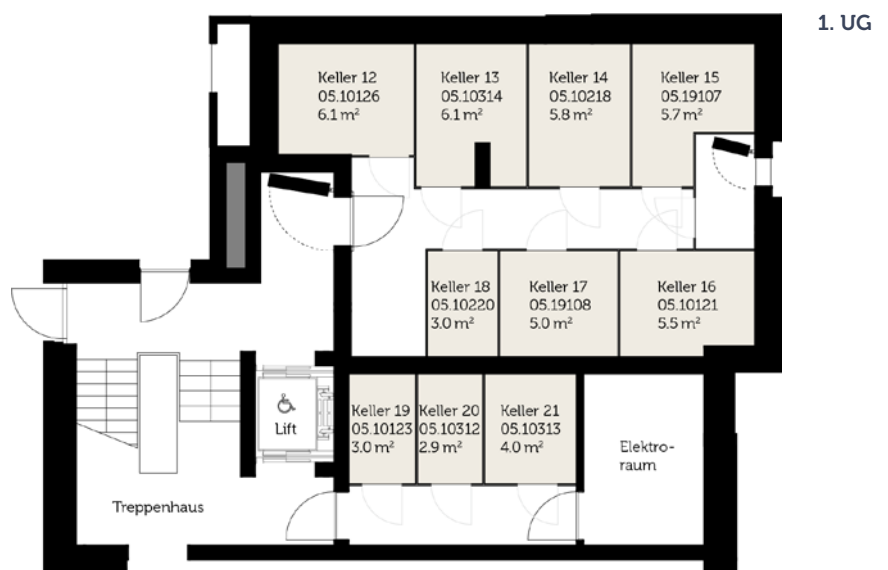 1. UG
Keller 12
05.10126
6.1 m²
Keller 13
05.10314
6.1 m²
Keller 14
05.10218
5.8 m²
Keller 15
05.19107
5.7 m²
Keller 18
05.10220
3.0 m²
Keller 17
05.19108
5.0 m²
Keller 16
05.10121
5.5 m²
Keller 19
05.10123
3.0 m²
Keller 20
05.10312
2.9 m²
Keller 21
05.10313
4.0 m²
Lift
Elektro-
raum
Treppenhaus